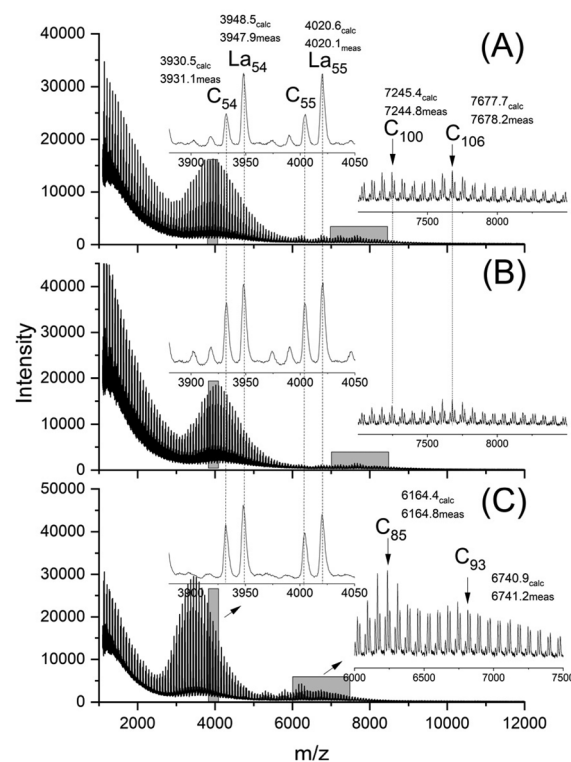 3948.5calc
3947.9meas
4020.6calc
4020.1meas
3930.5calc
3931.1meas
La54
La55
C54
C55
(A)
7245.4calc
7244.8meas
7677.7calc
7678.2meas
C100
C106
40000
30000
20000
10000
0
3900 3950 4000 4050
7500 8000
(B)
40000
30000
20000
10000
0
3900 3950 4000 4050
7500 8000
(C)
6164.4calc
6164.8meas
C85
C93
6740.9calc
6741.2meas
50000
40000
30000
20000
10000
0
3900 3950 4000 4050
6000 6500 7000 7500
2000 4000 6000 8000 10000 12000
Intensity
m/z